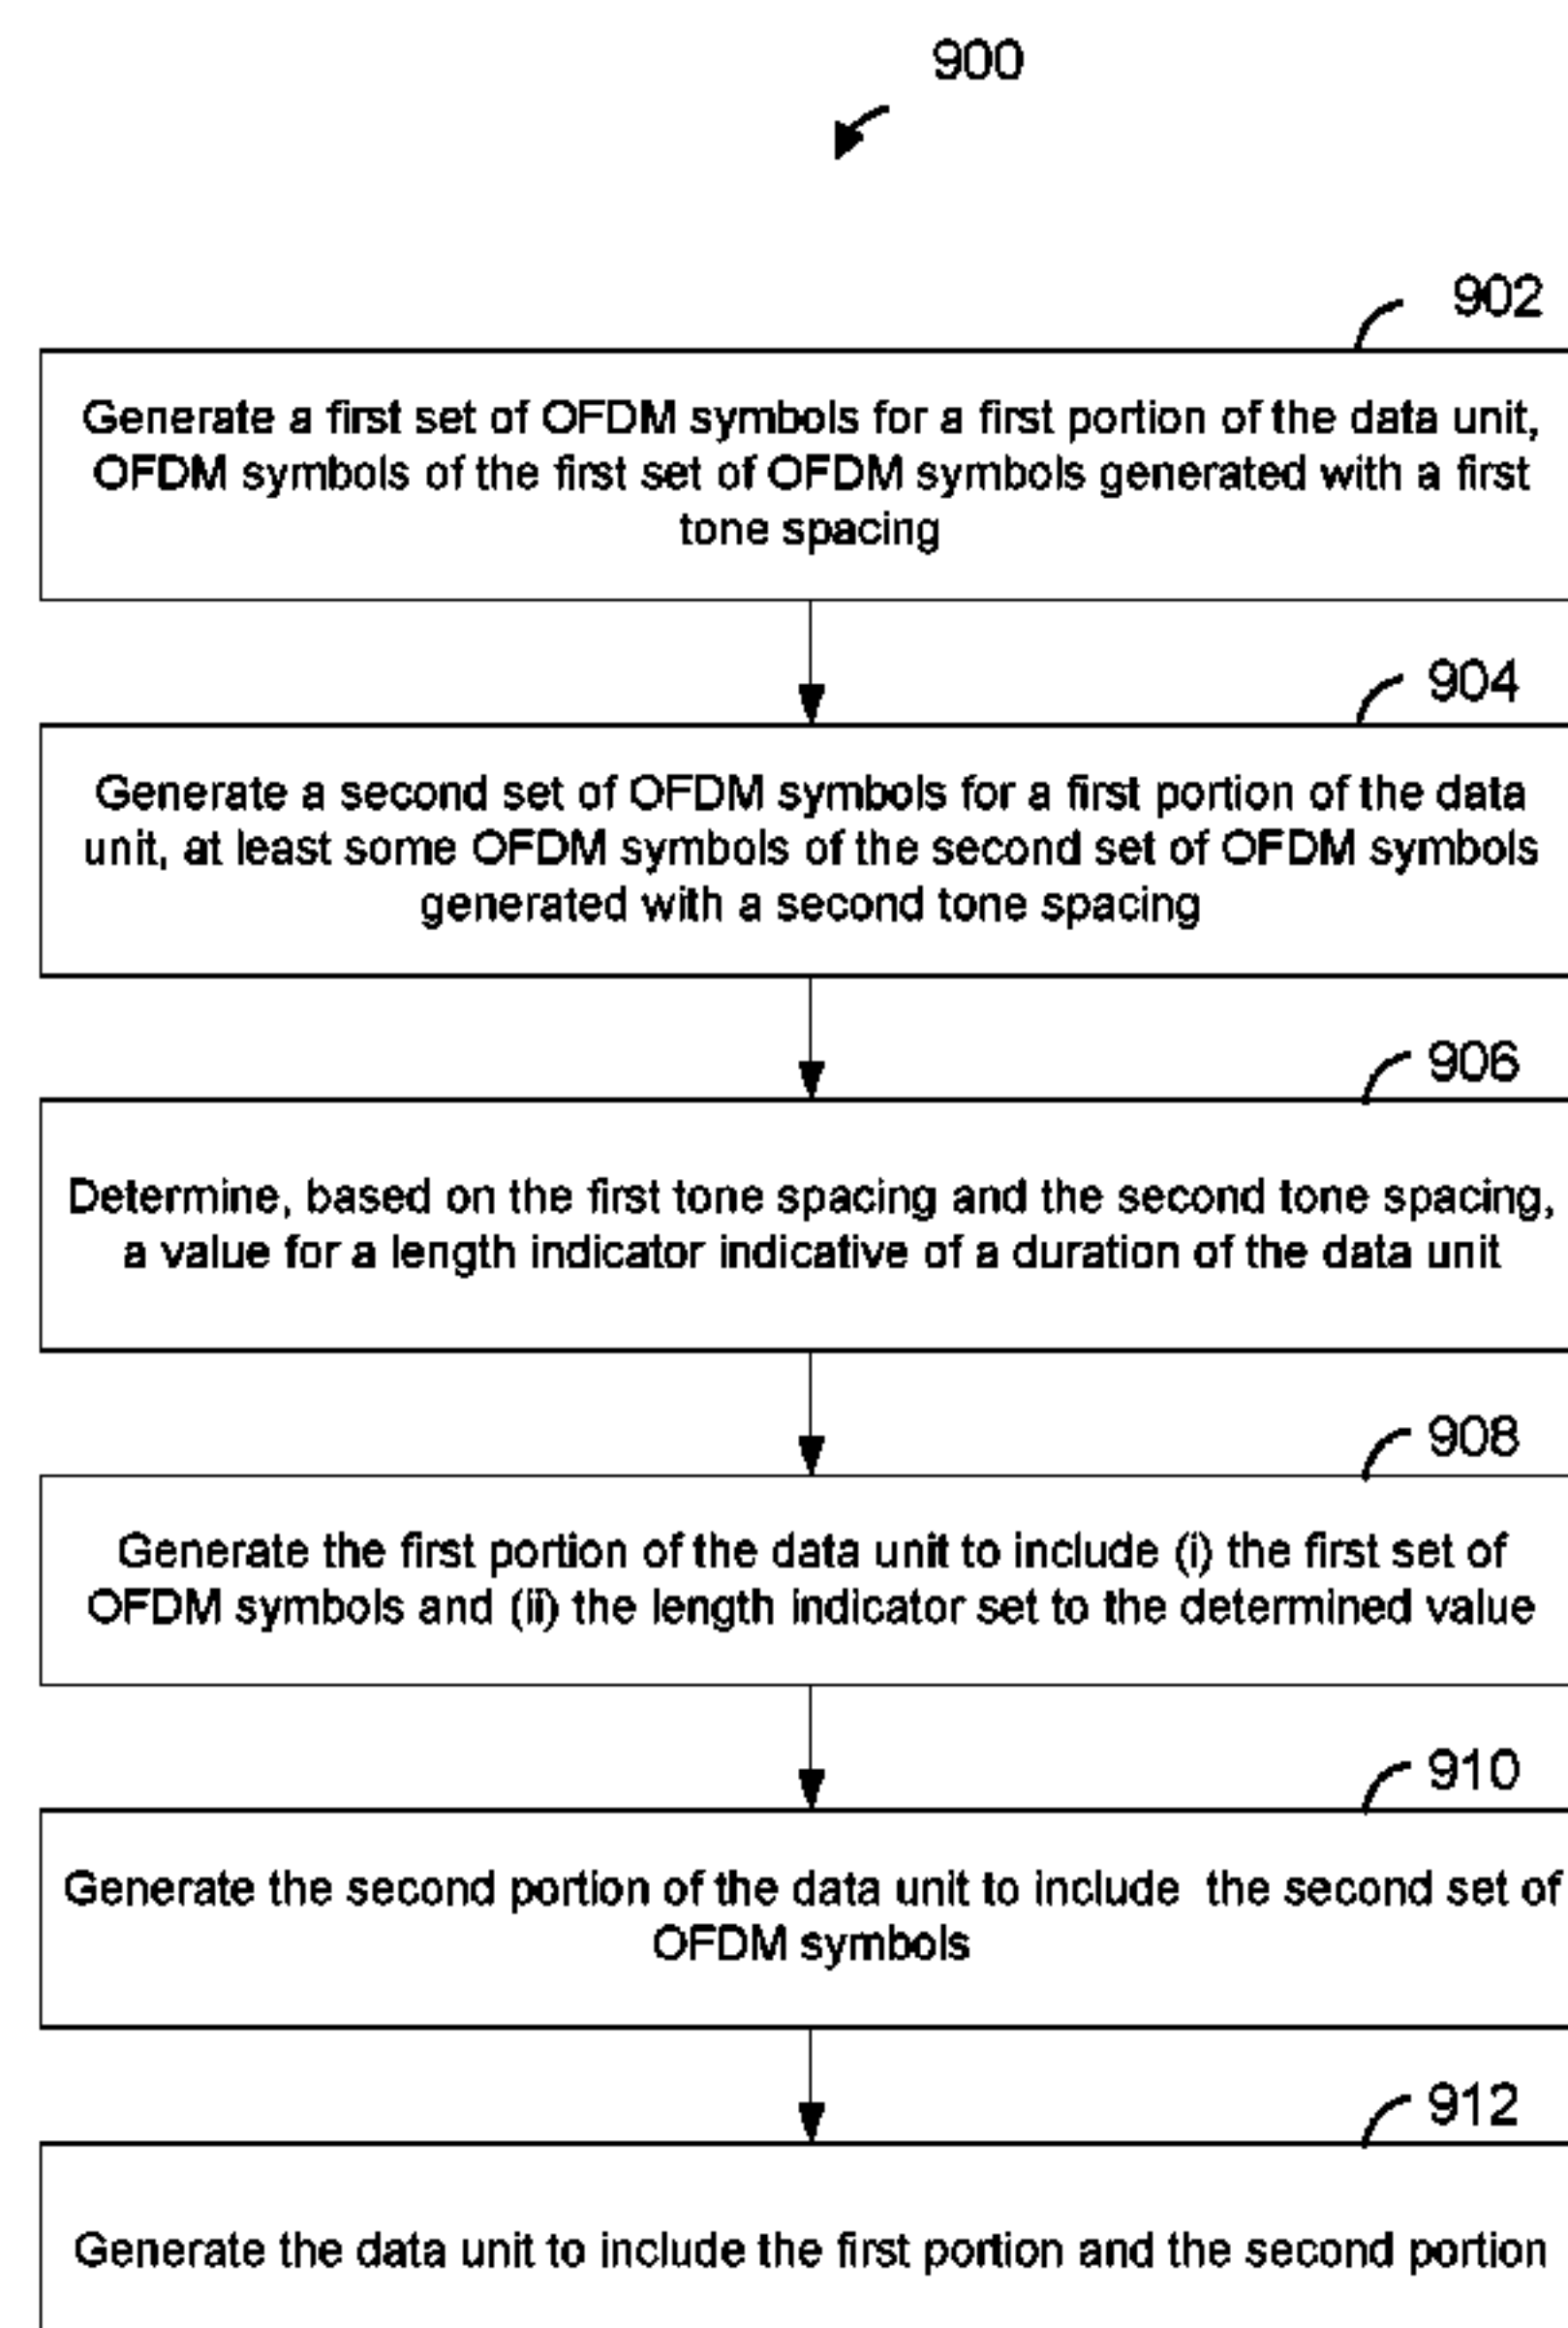 900
902
Generate a first set of OFDM symbols for a first portion of the data unit,
OFDM symbols of the first set of OFDM symbols generated with a first
tone spacing
904
Generate a second set of OFDM symbols for a first portion of the data
unit, at least some OFDM symbols of the second set of OFDM symbols
generated with a second tone spacing
906
Determine, based on the first tone spacing and the second tone spacing,
a value for a length indicator indicative of a duration of the data unit
908
Generate the first portion of the data unit to include (i) the first set of
OFDM symbols and (ii) the length indicator set to the determined value
910
Generate the second portion of the data unit to include the second set of
OFDM symbols
912
Generate the data unit to include the first portion and the second portion